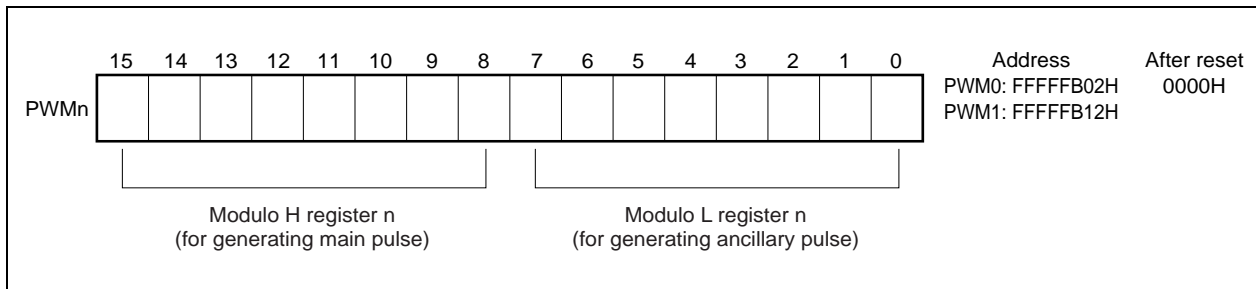 15 14 13 12 11 10 9 8 7 6 5 4 3 2 1 0 Address After reset
PWM0: FFFFFB02H 0000H
PWMn PWM1: FFFFFB12H
Modulo H register n Modulo L register n
(for generating main pulse) (for generating ancillary pulse)